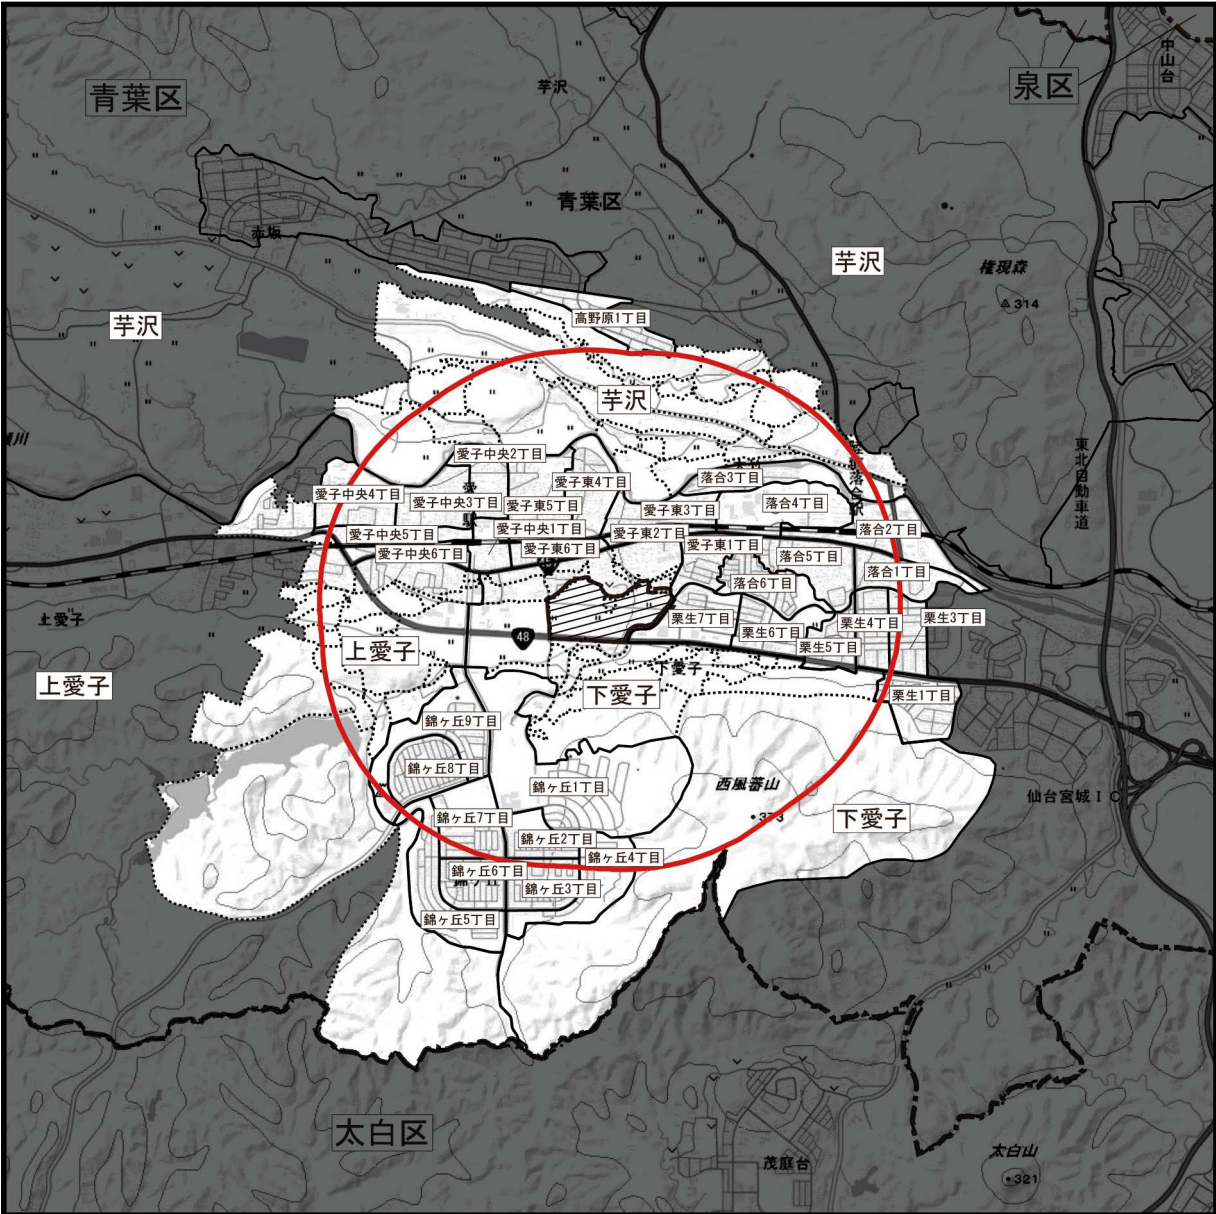 中山台
泉区
青葉区
芋沢
青葉区
赤坂
芋沢
権現森
314
芋沢
高野原1丁目
芋沢
東北自動車道
愛子中央2丁目
愛子東4丁目
落合3丁目
愛子中央4丁目
愛子中央3丁目
愛子東5丁目
愛子東3丁目
落合4丁目
愛子中央5丁目
愛子中央1丁目
愛子東2丁目
落合2丁目
愛子中央6丁目
愛子東6丁目
愛子東1丁目
落合5丁目
落合1丁目
落合6丁目
上愛子
栗生7丁目
栗生6丁目
栗生4丁目
栗生3丁目
48
栗生5丁目
上愛子
下愛子
上愛子
下愛子
栗生1丁目
錦ヶ丘9丁目
錦ヶ丘8丁目
錦ヶ丘1丁目
西風蕃山
仙台宮城IC
373
下愛子
錦ヶ丘7丁目
錦ヶ丘2丁目
錦ヶ丘4丁目
錦ヶ丘6丁目
錦ヶ丘3丁目
錦ヶ丘5丁目
太白区
茂庭台
太白山
321